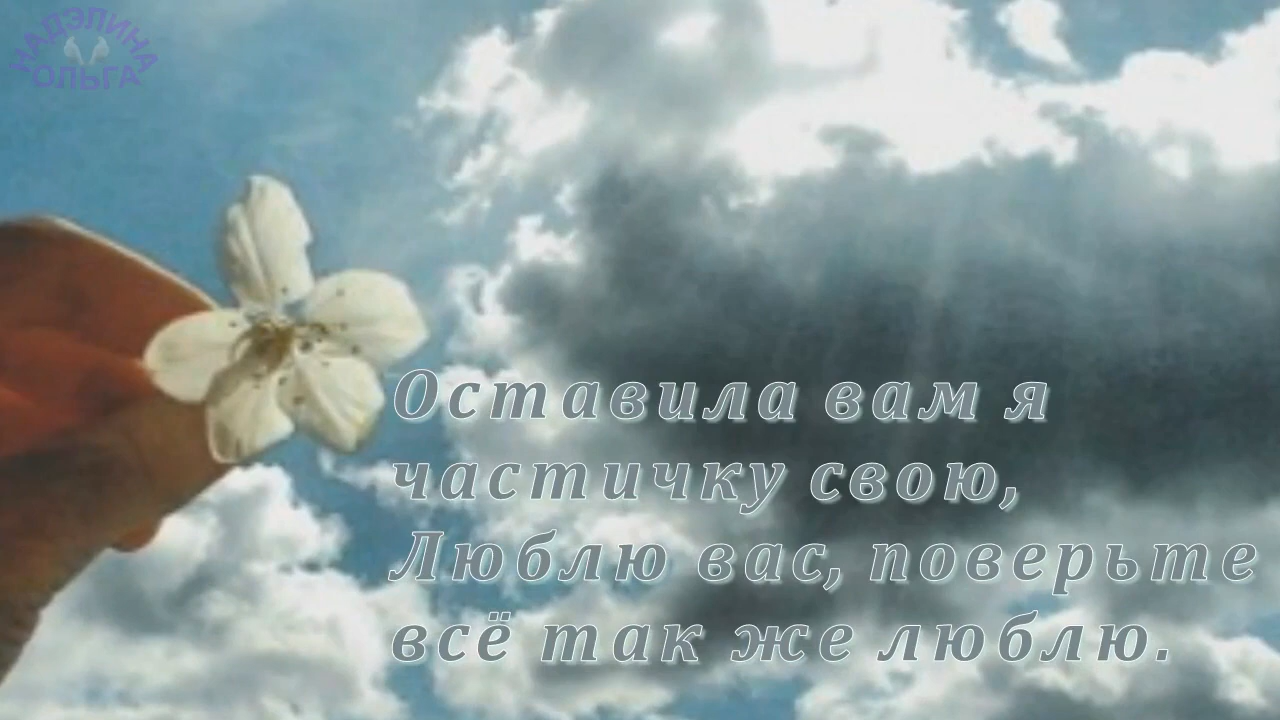 НАДЭЛИНА
ОЛЬГА
Оставила вам я
частичку свою,
Люблю вас, поверьте
всё так же люблю.